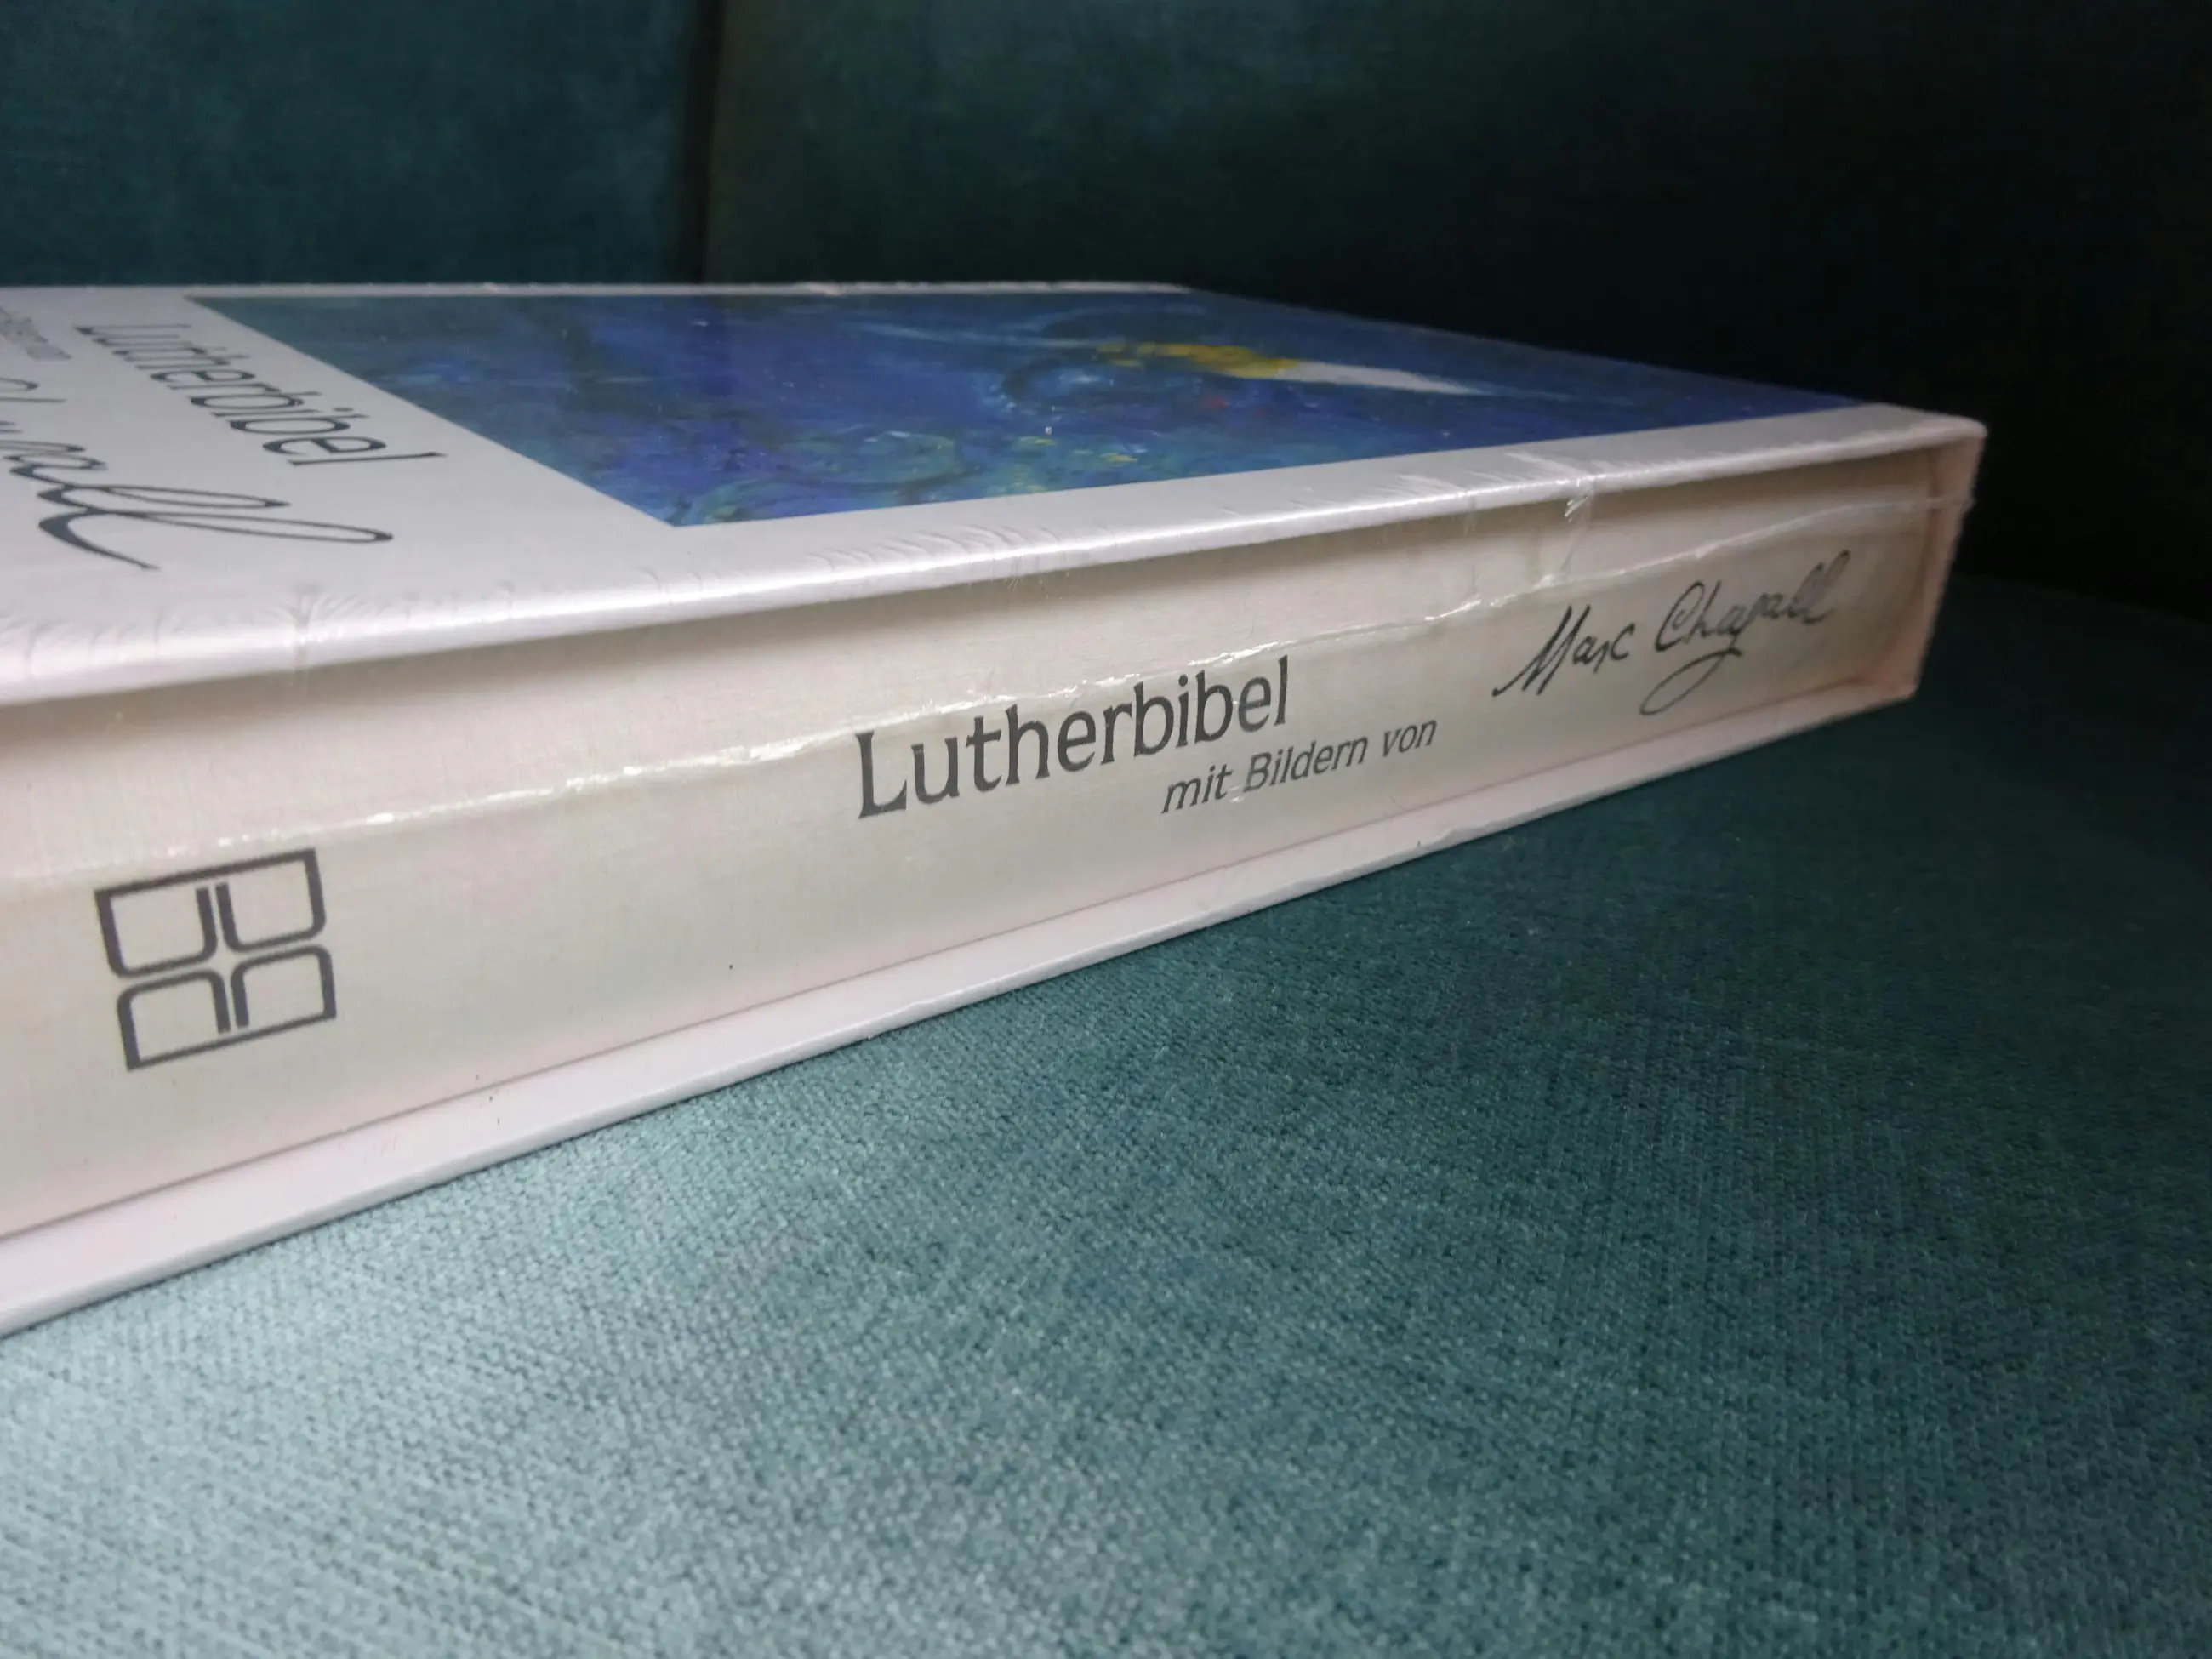 Lutherbibel
Lutherbibel
mit Bildern von
Marc Chagall